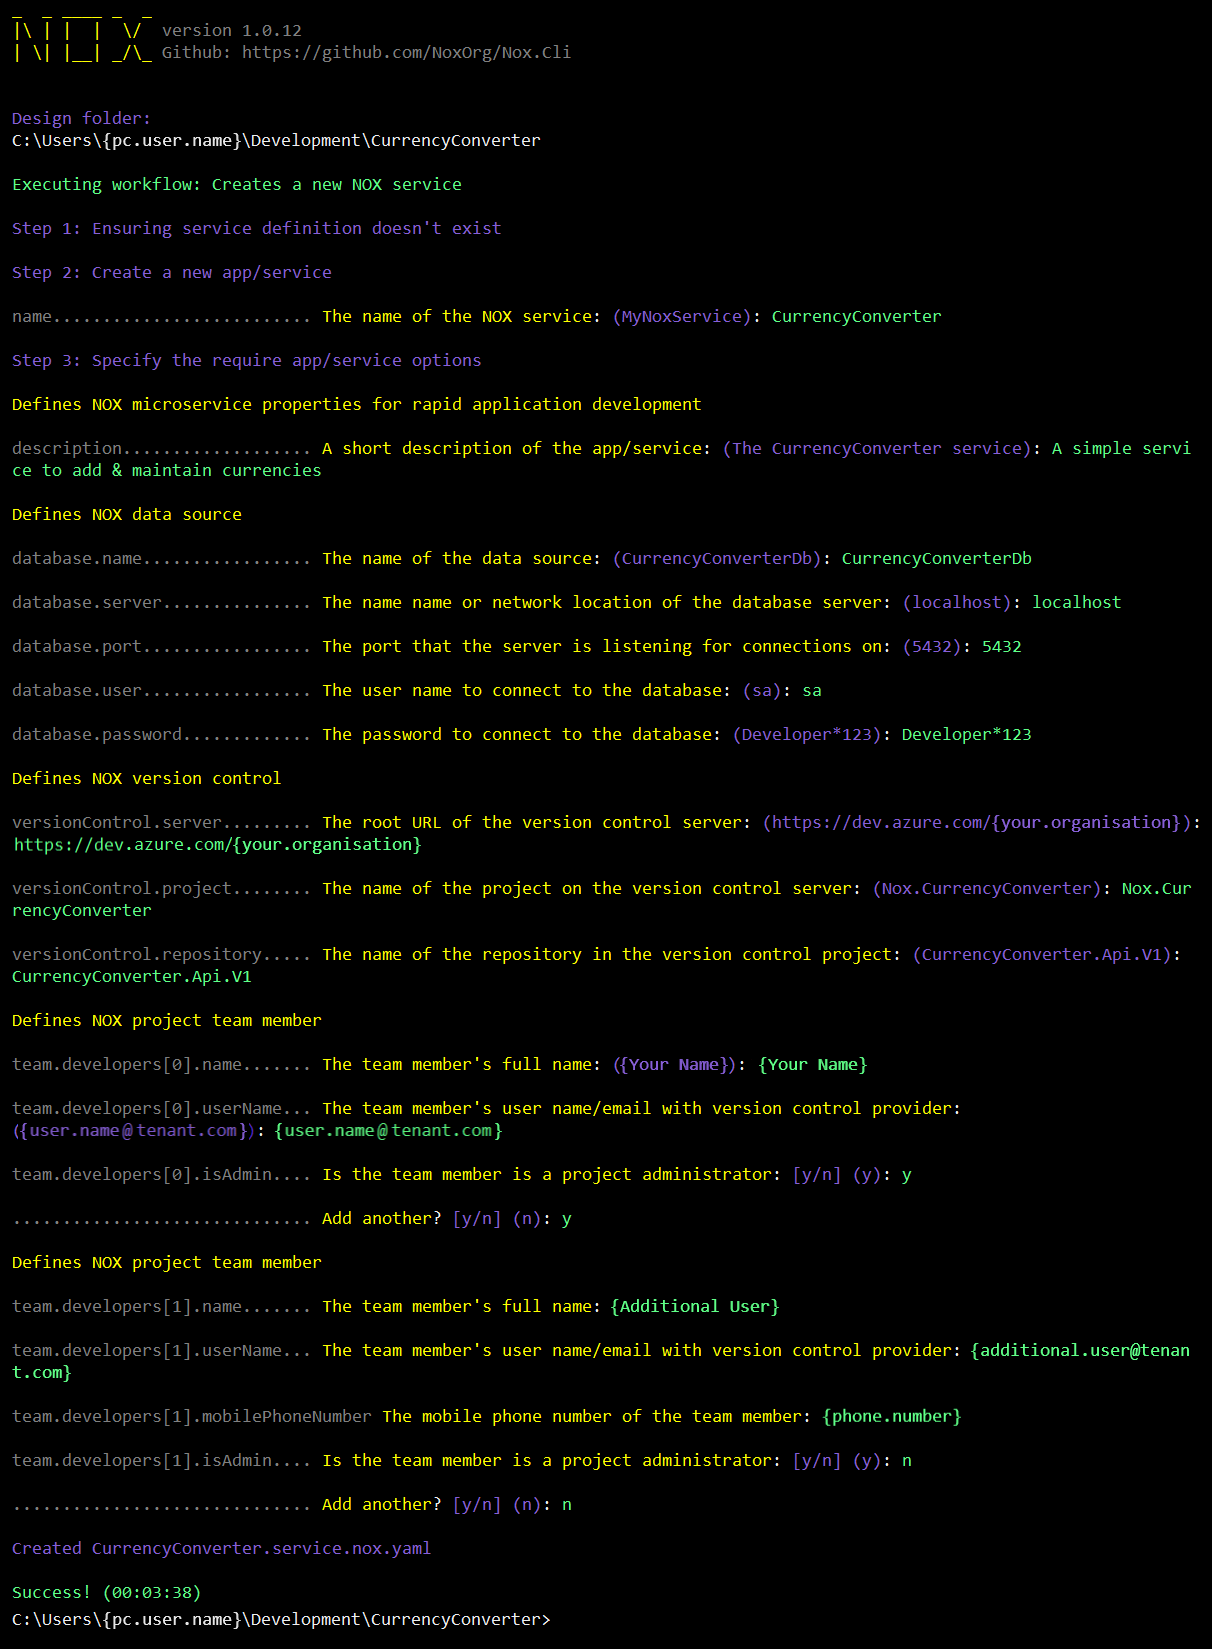 version 1.0.12
Github: https://github.com/NoxOrg/Nox.Cli
Design folder:
C:\Users\{pc.user.name}\Development\CurrencyConverter
Executing workflow: Creates a new NOX service
Step 1: Ensuring service definition doesn't exist
Step 2: Create a new app/service
name.......................... The name of the NOX service: (MyNoxService): CurrencyConverter
Step 3: Specify the require app/service options
Defines NOX microservice properties for rapid application development
description................... A short description of the app/service: (The CurrencyConverter service): A simple servi
ce to add & maintain currencies
Defines NOX data source
database.name................. The name of the data source: (CurrencyConverterDb): CurrencyConverterDb
database.server............... The name name or network location of the database server: (localhost): localhost
database.port................. The port that the server is listening for connections on: (5432): 5432
database.user................. The user name to connect to the database: (sa): sa
database.password............. The password to connect to the database: (Developer*123): Developer*123
Defines NOX version control
versionControl.server......... The root URL of the version control server: (https://dev.azure.com/{your.organisation}):
https://dev.azure.com/{your.organisation}
versionControl.project........ The name of the project on the version control server: (Nox.CurrencyConverter): Nox.Cur
rencyConverter
versionControl.repository..... The name of the repository in the version control project: (CurrencyConverter.Api.V1):
CurrencyConverter.Api.V1
Defines NOX project team member
team.developers[0].name....... The team member's full name: ({Your Name}): {Your Name}
team.developers[0].userName... The team member's user name/email with version control provider:
({user.name@tenant.com}): {user.name@tenant.com}
team.developers[0].isAdmin.... Is the team member is a project administrator: [y/n] (y): y
.............................. Add another? [y/n] (n): y
Defines NOX project team member
team.developers[1].name....... The team member's full name: {Additional User}
team.developers[1].userName... The team member's user name/email with version control provider: {additional.user@tenan
t.com}
team.developers[1].mobilePhoneNumber The mobile phone number of the team member: {phone.number}
team.developers[1].isAdmin.... Is the team member is a project administrator: [y/n] (y): n
.............................. Add another? [y/n] (n): n
Created CurrencyConverter.service.nox.yaml
Success! (00:03:38)
C:\Users\{pc.user.name}\Development\CurrencyConverter>